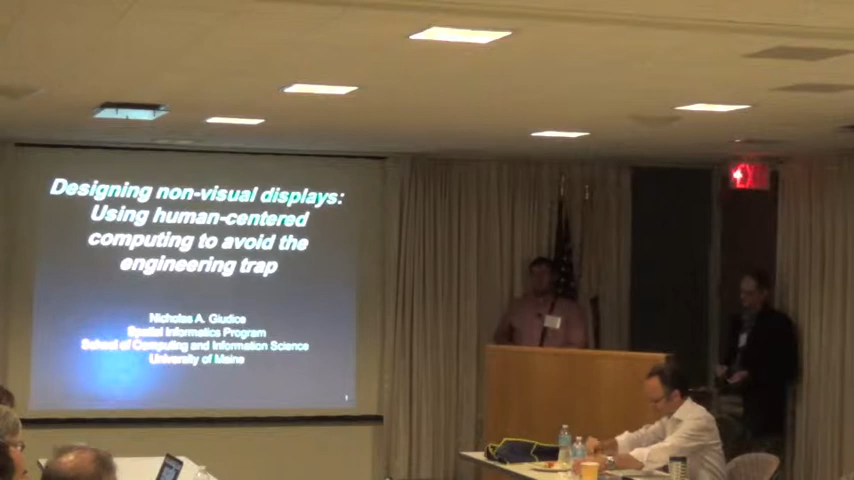 Designing non-visual displays:
Using human-centered
computing to avoid the
engineering trap
Nicholas A. Giudice
Spatial Informatics Program
School of Computing and Information Science
University of Maine
1